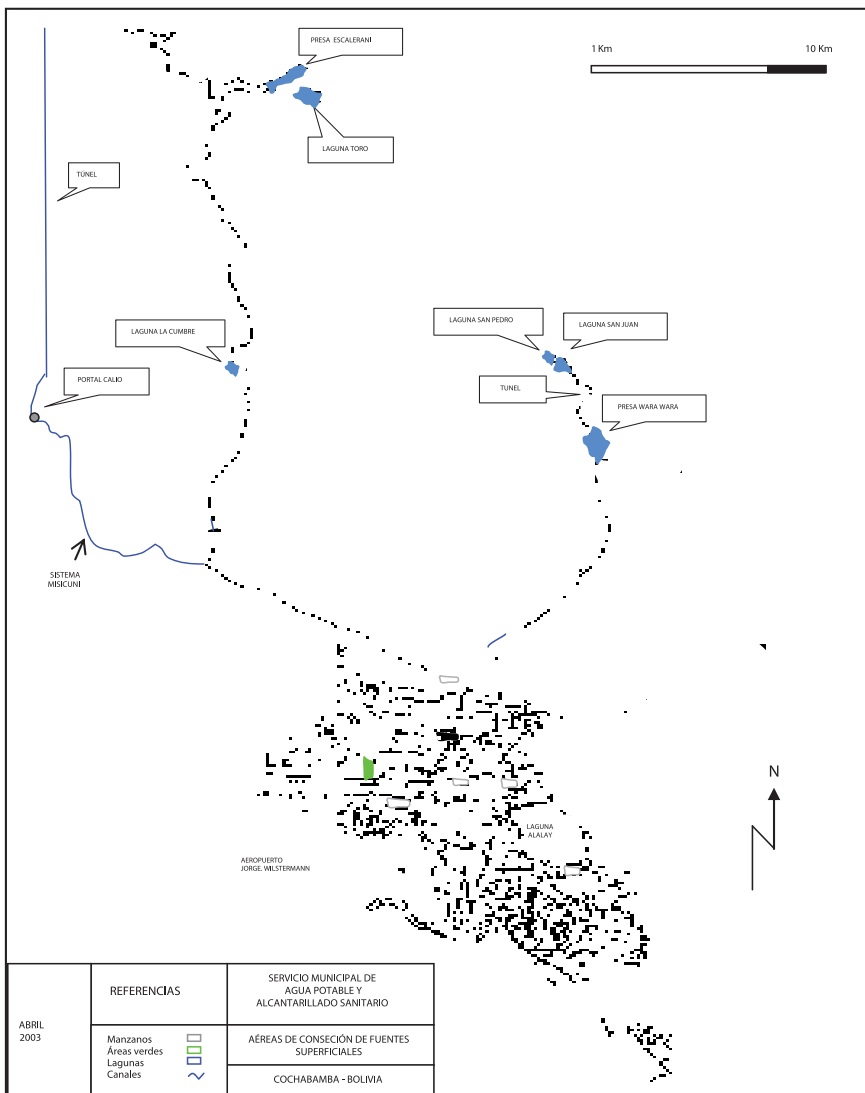 PRESA ESCALERANI
1 Km
10 Km
LAGUNA TORO
TÚNEL
LAGUNA LA CUMBRE
LAGUNA SAN PEDRO
LAGUNA SAN JUAN
PORTAL CALIO
TUNEL
PRESA WARA WARA
SISTEMA
MISICUNI
N
LAGUNA
ALALAY
AEROPUERTO
JORGE. WILSTERMANN
ABRIL
2003
REFERENCIAS
Manzanos
Áreas verdes
Lagunas
Canales
SERVICIO MUNICIPAL DE
AGUA POTABLE Y
ALCANTARILLADO SANITARIO
AÉREAS DE CONSECIÓN DE FUENTES
SUPERFICIALES
COCHABAMBA - BOLIVIA